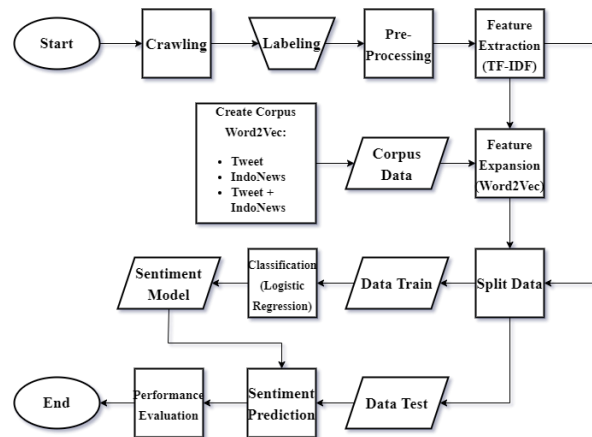 Start
Crawling
Labeling
Pre-
Processing
Feature
Extraction
(TF-IDF)
Create Corpus
Word2Vec:
• Tweet
• IndoNews
• Tweet +
IndoNews
Corpus
Data
Feature
Expansion
(Word2Vec)
Sentiment
Model
Classification
(Logistic
Regression)
Data Train
Split Data
End
Performance
Evaluation
Sentiment
Prediction
Data Test